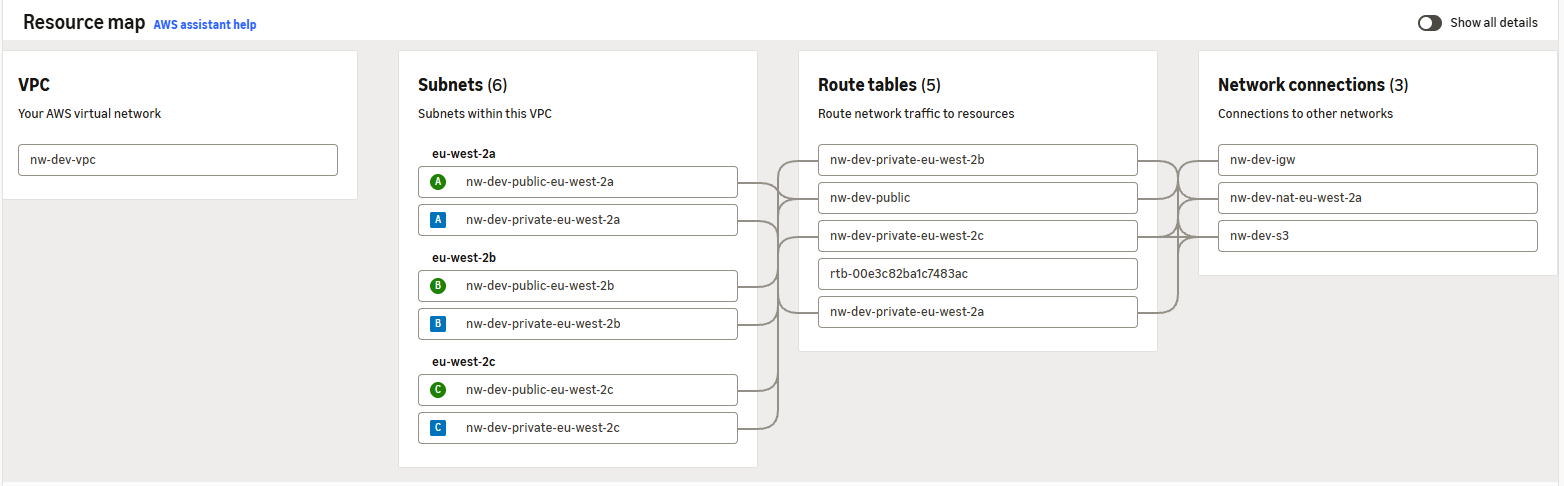 Resource map AWS assistant help
Show all details
VPC
Your AWS virtual network
nw-dev-vpc
Subnets (6)
Subnets within this VPC
eu-west-2a
A nw-dev-public-eu-west-2a
A nw-dev-private-eu-west-2a
eu-west-2b
B nw-dev-public-eu-west-2b
B nw-dev-private-eu-west-2b
eu-west-2c
C nw-dev-public-eu-west-2c
C nw-dev-private-eu-west-2c
Route tables (5)
Route network traffic to resources
nw-dev-private-eu-west-2b
nw-dev-public
nw-dev-private-eu-west-2c
rtb-00e3c82ba1c7483ac
nw-dev-private-eu-west-2a
Network connections (3)
Connections to other networks
nw-dev-igw
nw-dev-nat-eu-west-2a
nw-dev-s3